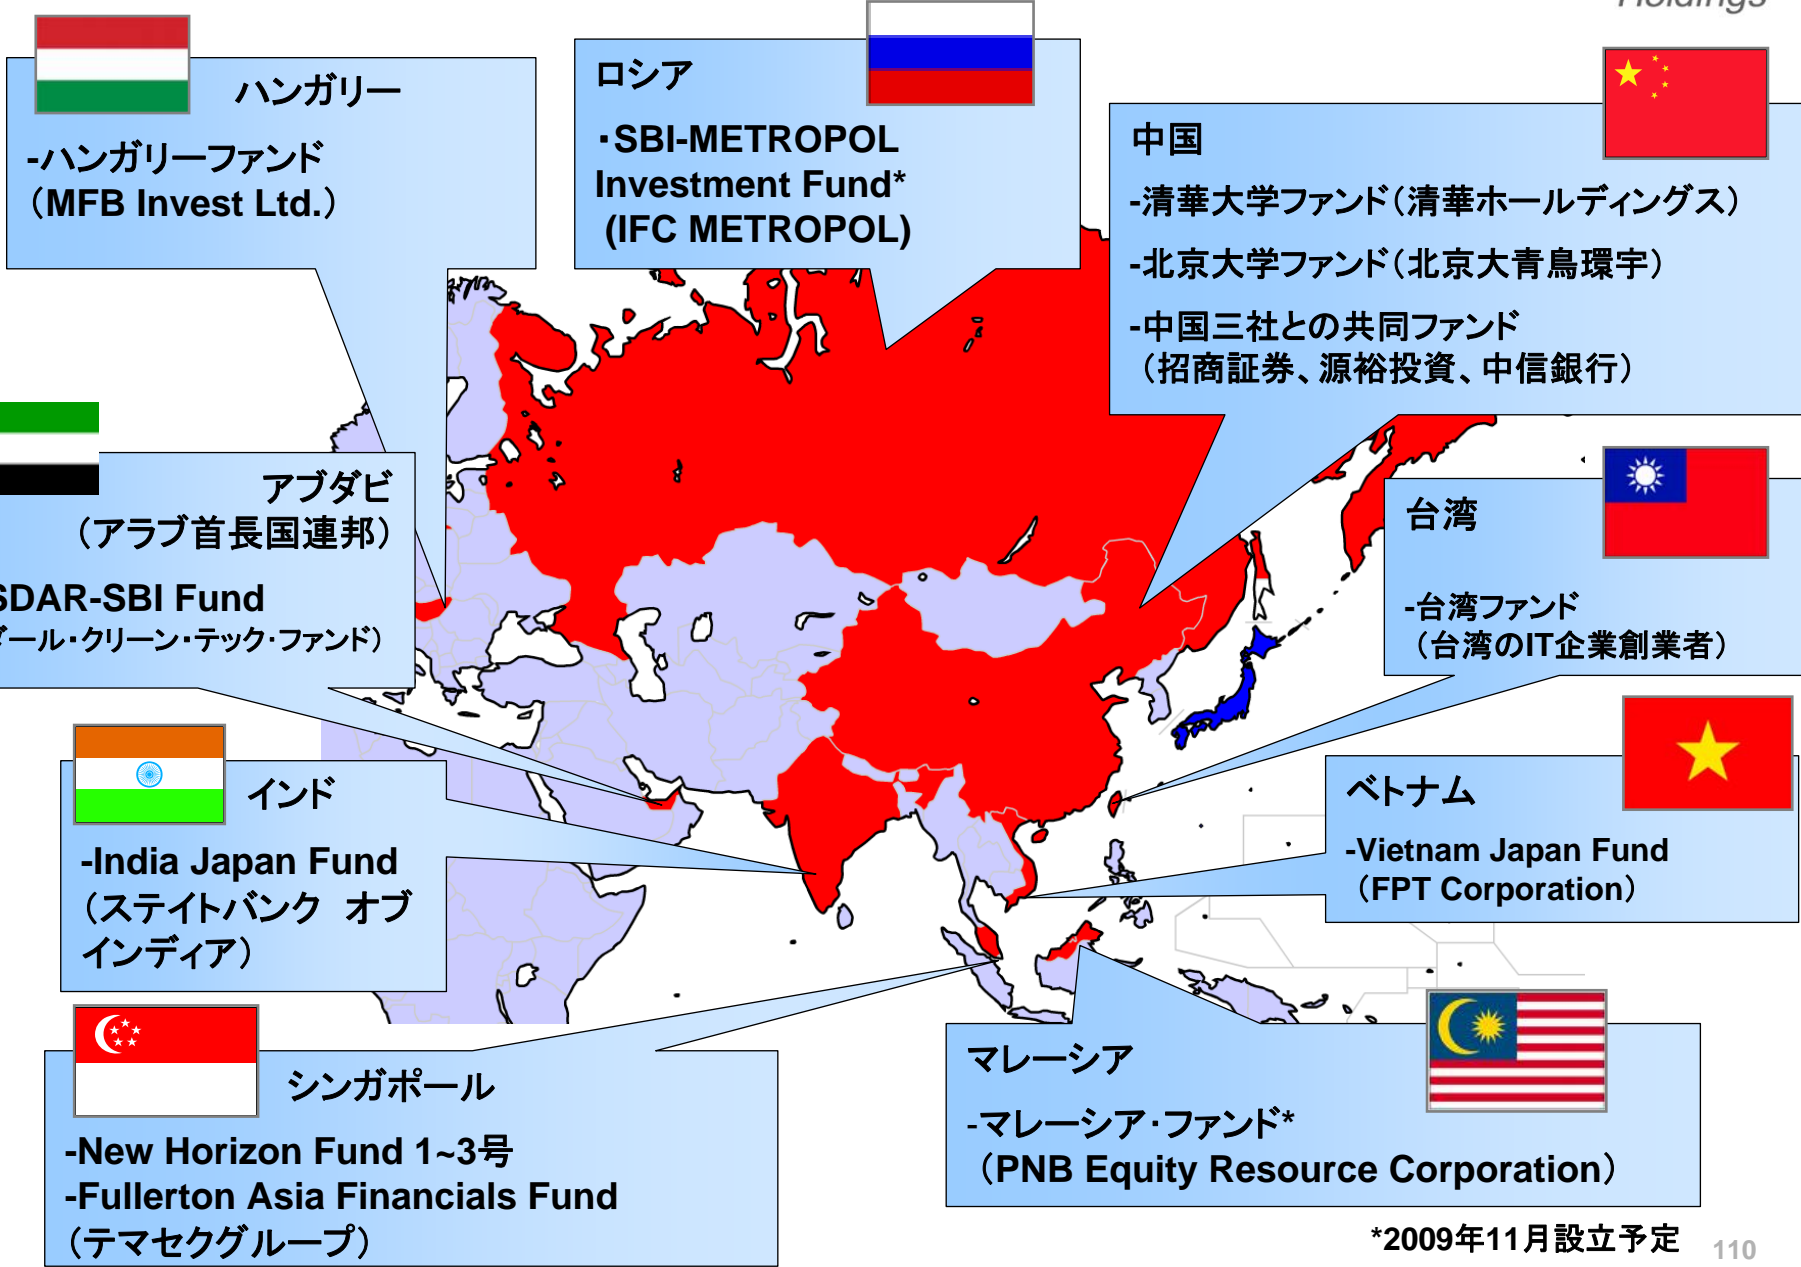 Holdings
ハンガリー
-ハンガリーファンド
（MFB Invest Ltd.）
ロシア
・SBI-METROPOL
Investment Fund*
(IFC METROPOL)
中国
-清華大学ファンド（清華ホールディングス）
-北京大学ファンド（北京大青鳥環宇）
-中国三社との共同ファンド
（招商証券、源裕投資、中信銀行）
アブダビ
（アラブ首長国連邦）
SDAR-SBI Fund
ダール・クリーン・テック・ファンド）
台湾
-台湾ファンド
（台湾のIT企業創業者）
インド
-India Japan Fund
（ステイトバンク オブ
インディア）
ベトナム
-Vietnam Japan Fund
（FPT Corporation）
シンガポール
-New Horizon Fund 1~3号
-Fullerton Asia Financials Fund
（テマセクグループ）
マレーシア
-マレーシア・ファンド*
（PNB Equity Resource Corporation）
*2009年11月設立予定
110